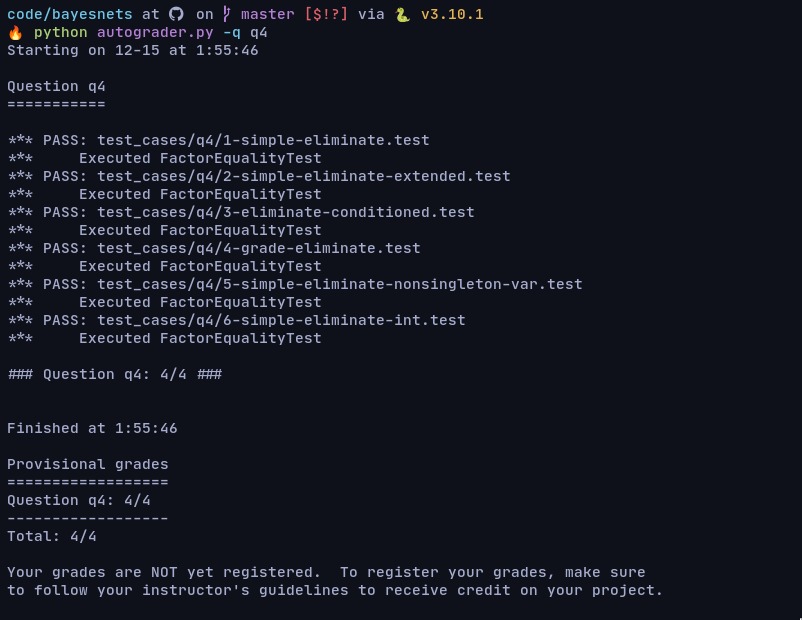 code/bayesnets at on master [$!?] via 🐍 v3.10.1
🔥 python autograder.py -q q4
Starting on 12-15 at 1:55:46
Question q4
===========
*** PASS: test_cases/q4/1-simple-eliminate.test
***     Executed FactorEqualityTest
*** PASS: test_cases/q4/2-simple-eliminate-extended.test
***     Executed FactorEqualityTest
*** PASS: test_cases/q4/3-eliminate-conditioned.test
***     Executed FactorEqualityTest
*** PASS: test_cases/q4/4-grade-eliminate.test
***     Executed FactorEqualityTest
*** PASS: test_cases/q4/5-simple-eliminate-nonsingleton-var.test
***     Executed FactorEqualityTest
*** PASS: test_cases/q4/6-simple-eliminate-int.test
***     Executed FactorEqualityTest
### Question q4: 4/4 ###
Finished at 1:55:46
Provisional grades
==================
Question q4: 4/4
------------------
Total: 4/4
Your grades are NOT yet registered.  To register your grades, make sure
to follow your instructor's guidelines to receive credit on your project.